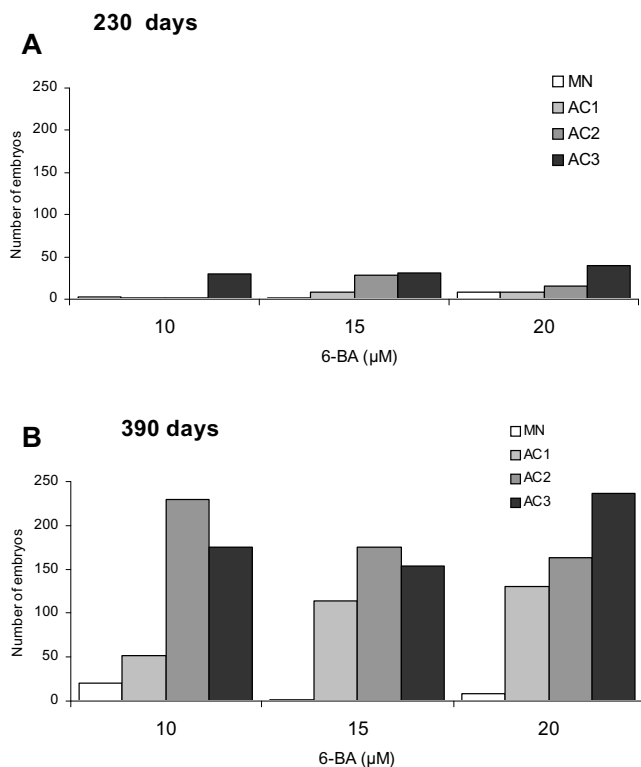 230 days
A
Number of embryos
250
200
150
100
50
0
MN
AC1
AC2
AC3
10 15 20
6-BA (µM)
B
390 days
Number of embryos
250
200
150
100
50
0
MN
AC1
AC2
AC3
10 15 20
6-BA (µM)